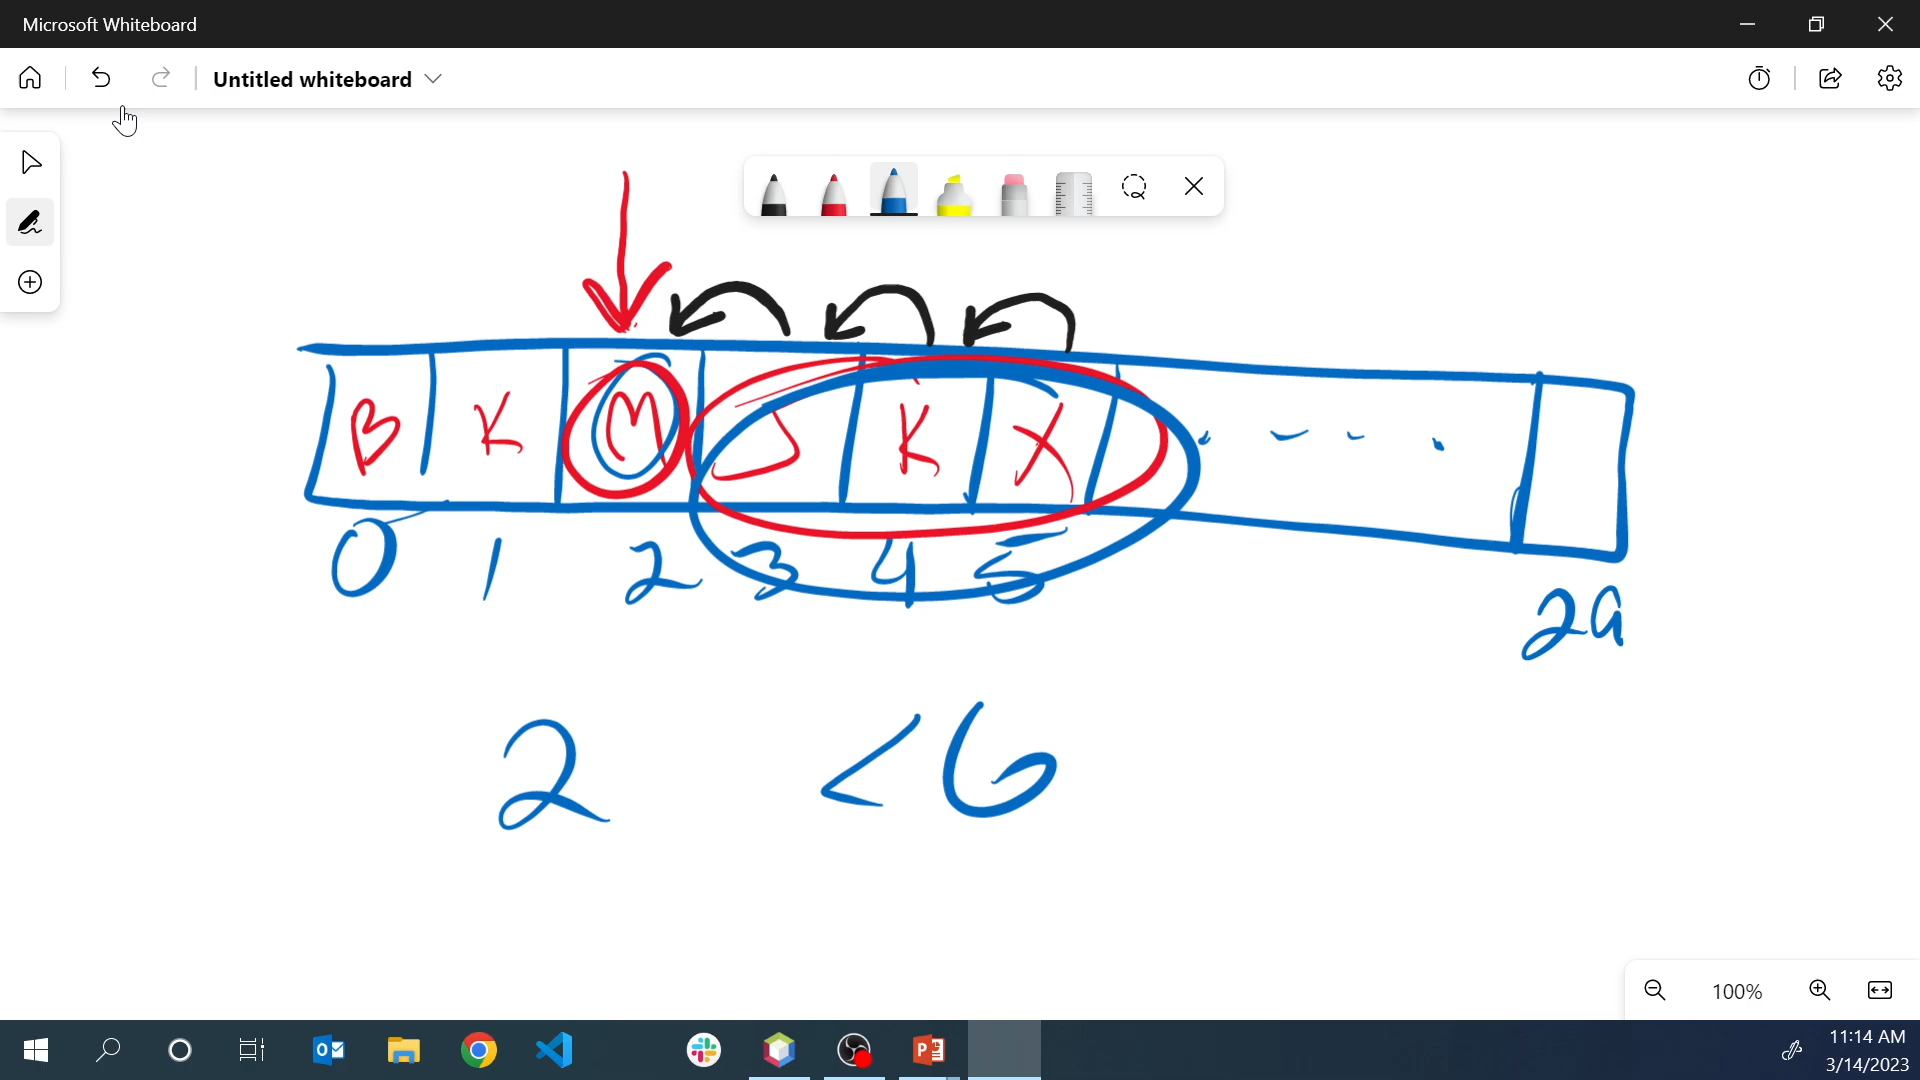 Microsoft Whiteboard
Untitled whiteboard
B K M J K X
0 1 2 3 4 5
2 < 6
100%
11:14 AM
3/14/2023